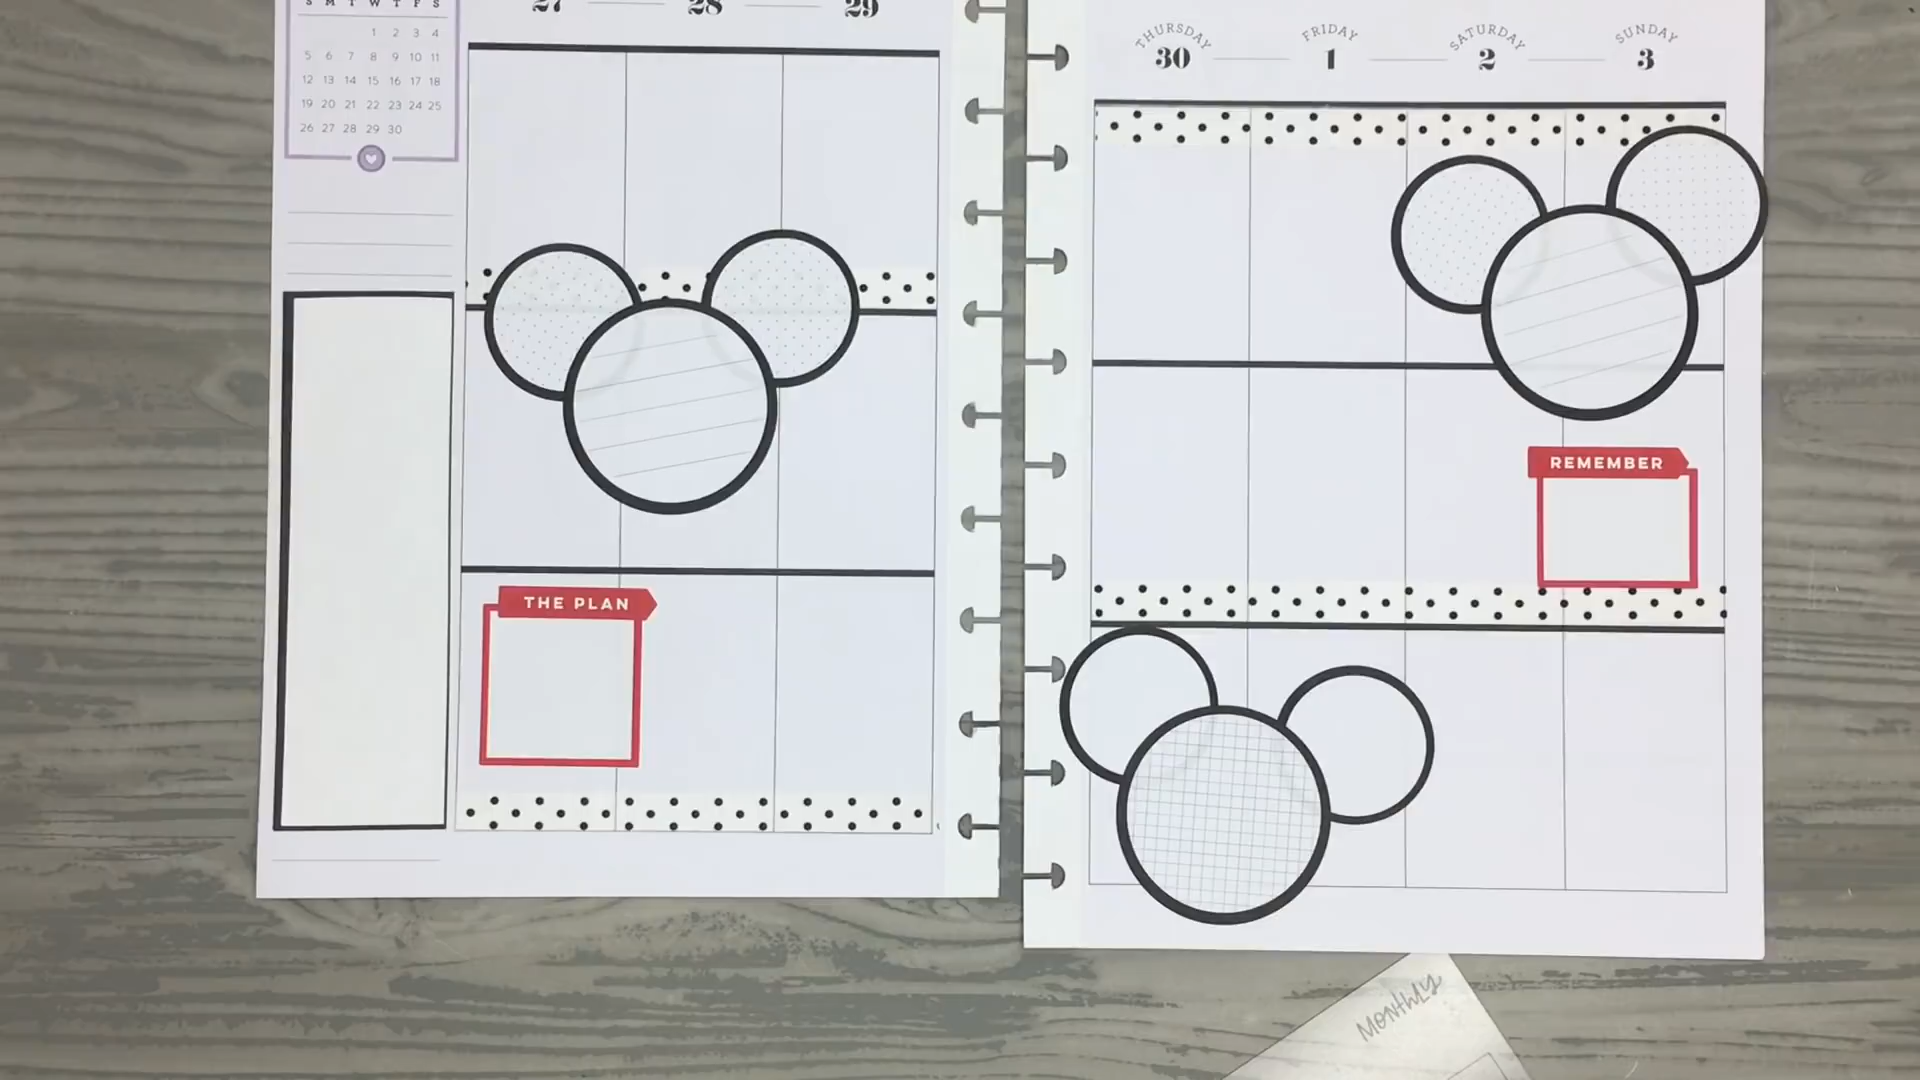 S M T W T F S
1 2 3 4
5 6 7 8 9 10 11
12 13 14 15 16 17 18
19 20 21 22 23 24 25
26 27 28 29 30
27 28 29
THE PLAN
THURSDAY FRIDAY SATURDAY SUNDAY
30 1 2 3
REMEMBER
MONTHLY